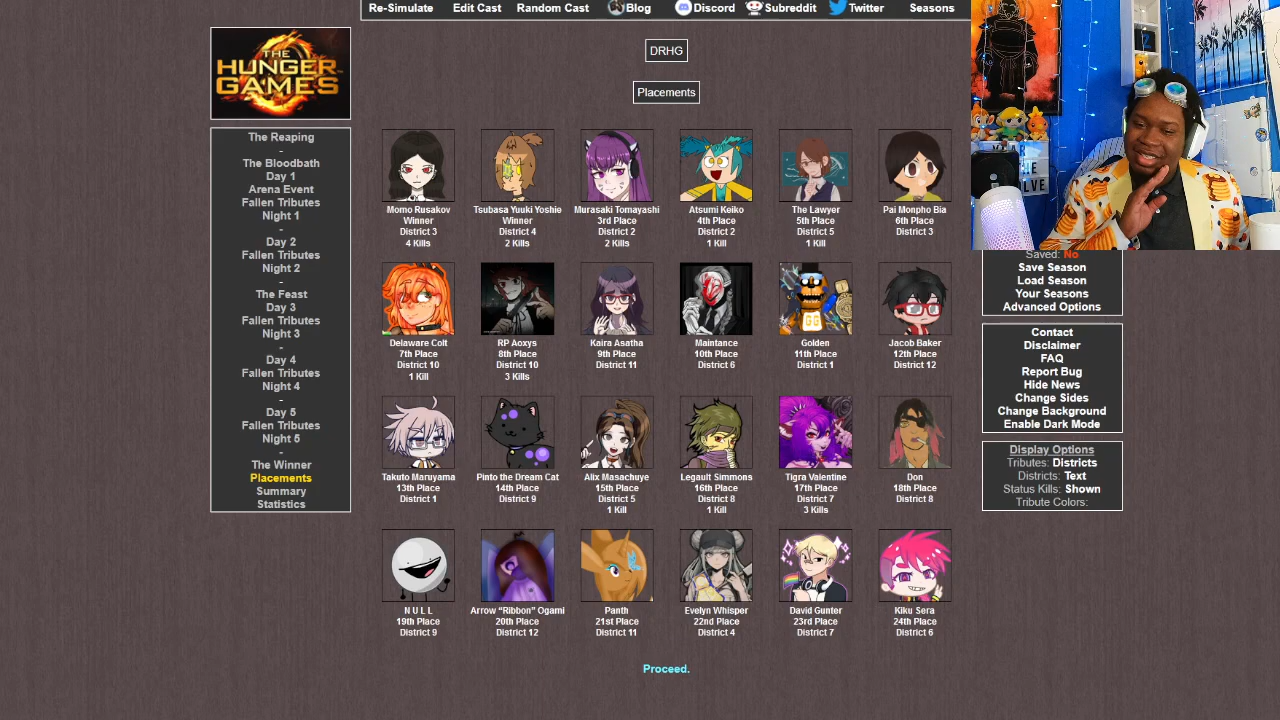 Re-Simulate Edit Cast Random Cast Blog Discord Subreddit Twitter Seasons
THE
HUNGER
GAMES
DRHG
Placements
The Reaping
-
The Bloodbath
Day 1
Arena Event
Fallen Tributes
Night 1
-
Day 2
Fallen Tributes
Night 2
-
The Feast
Day 3
Fallen Tributes
Night 3
-
Day 4
Fallen Tributes
Night 4
-
Day 5
Fallen Tributes
Night 5
-
The Winner
Placements
Summary
Statistics
Momo Rusakov
Winner
District 3
4 Kills
Tsubasa Yuuki Yoshie
Winner
District 4
2 Kills
Murasaki Tomayashi
3rd Place
District 2
2 Kills
Atsumi Keiko
4th Place
District 2
1 Kill
The Lawyer
5th Place
District 5
1 Kill
Pai Monpho Bia
6th Place
District 3
Delaware Colt
7th Place
District 10
1 Kill
RP Aoxys
8th Place
District 10
3 Kills
Kaira Asatha
9th Place
District 11
Maintance
10th Place
District 6
GG
Golden
11th Place
District 1
Jacob Baker
12th Place
District 12
Takuto Maruyama
13th Place
District 1
Pinto the Dream Cat
14th Place
District 9
Alix Masachuye
15th Place
District 5
1 Kill
Legault Simmons
16th Place
District 8
1 Kill
Tigra Valentine
17th Place
District 7
3 Kills
Don
18th Place
District 8
N U L L
19th Place
District 9
Arrow “Ribbon” Ogami
20th Place
District 12
Panth
21st Place
District 11
Evelyn Whisper
22nd Place
District 4
David Gunter
23rd Place
District 7
Kiku Sera
24th Place
District 6
Proceed.
Saved: No
Save Season
Load Season
Your Seasons
Advanced Options
Contact
Disclaimer
FAQ
Report Bug
Hide News
Change Sides
Change Background
Enable Dark Mode
Display Options
Tributes: Districts
Districts: Text
Status Kills: Shown
Tribute Colors: